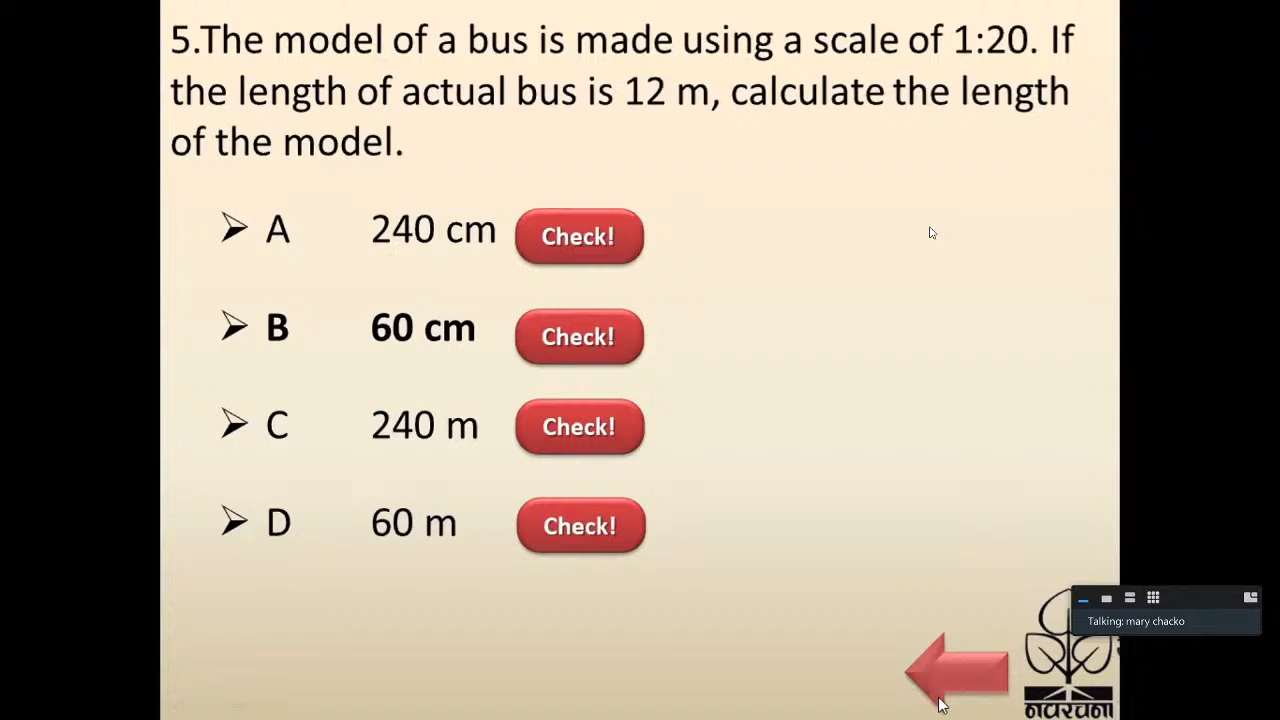 5.The model of a bus is made using a scale of 1:20. If
the length of actual bus is 12 m, calculate the length
of the model.
A 240 cm Check!
B 60 cm Check!
C 240 m Check!
D 60 m Check!
Talking: mary chacko
नवरचना